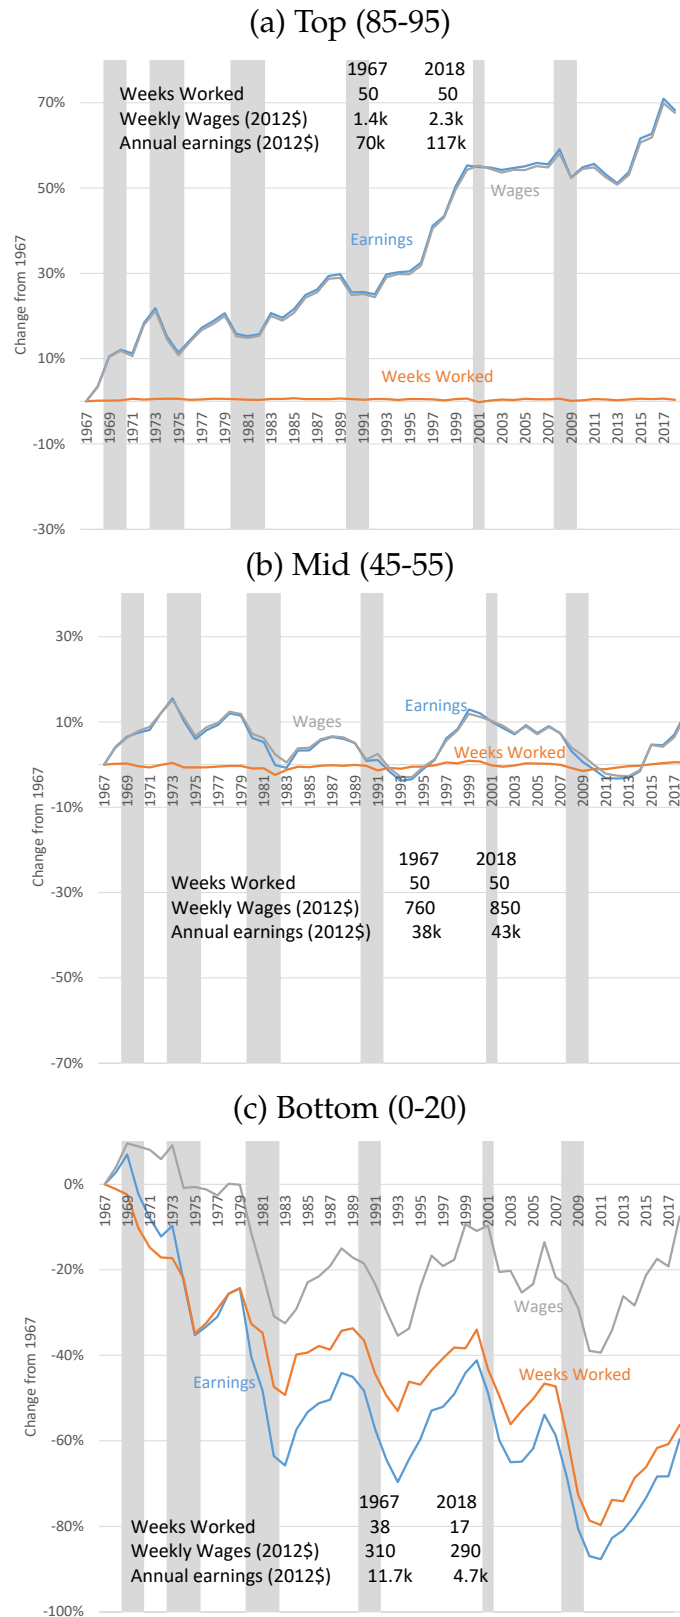 (a) Top (85-95)
1967 2018
Weeks Worked 50 50
Weekly Wages (2012$) 1.4k 2.3k
Annual earnings (2012$) 70k 117k
70%
50%
30%
10%
-10%
-30%
Change from 1967
Wages
Earnings
Weeks Worked
1967 1969 1971 1973 1975 1977 1979 1981 1983 1985 1987 1989 1991 1993 1995 1997 1999 2001 2003 2005 2007 2009 2011 2013 2015 2017
(b) Mid (45-55)
30%
10%
-10%
-30%
-50%
-70%
Change from 1967
Earnings
Wages
Weeks Worked
1967 1969 1971 1973 1975 1977 1979 1981 1983 1985 1987 1989 1991 1993 1995 1997 1999 2001 2003 2005 2007 2009 2011 2013 2015 2017
1967 2018
Weeks Worked 50 50
Weekly Wages (2012$) 760 850
Annual earnings (2012$) 38k 43k
(c) Bottom (0-20)
0%
-20%
-40%
-60%
-80%
-100%
Change from 1967
1967 1969 1971 1973 1975 1977 1979 1981 1983 1985 1987 1989 1991 1993 1995 1997 1999 2001 2003 2005 2007 2009 2011 2013 2015 2017
Wages
Weeks Worked
Earnings
1967 2018
Weeks Worked 38 17
Weekly Wages (2012$) 310 290
Annual earnings (2012$) 11.7k 4.7k